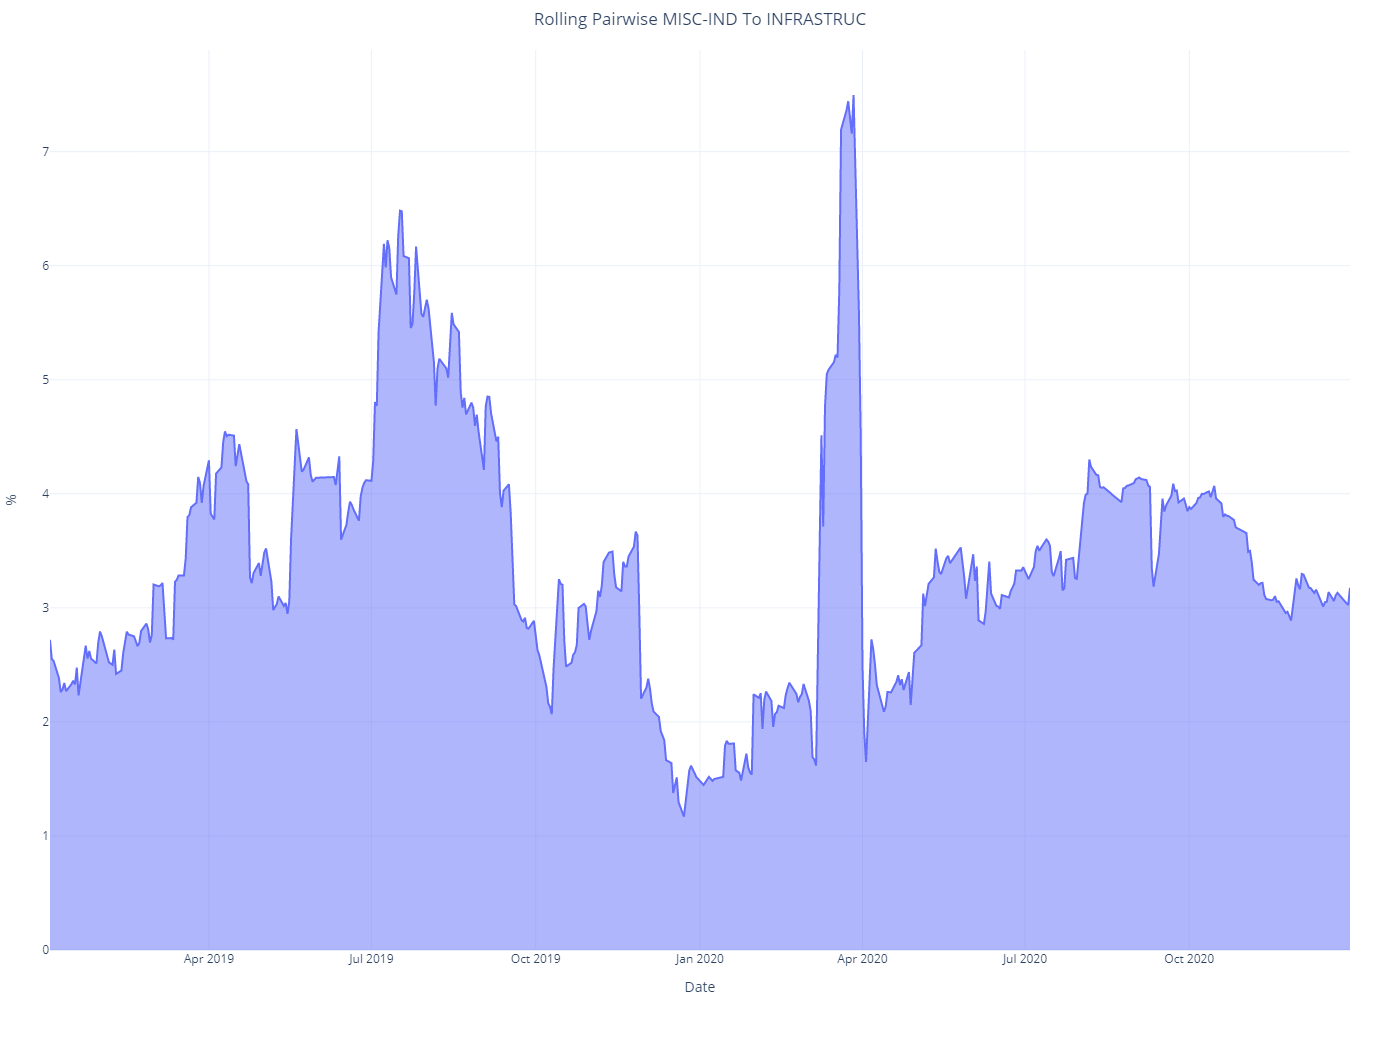 Rolling Pairwise MISC-IND To INFRASTRUC
7
6
5
4
3
2
1
0
%
Apr 2019
Jul 2019
Oct 2019
Jan 2020
Apr 2020
Jul 2020
Oct 2020
Date